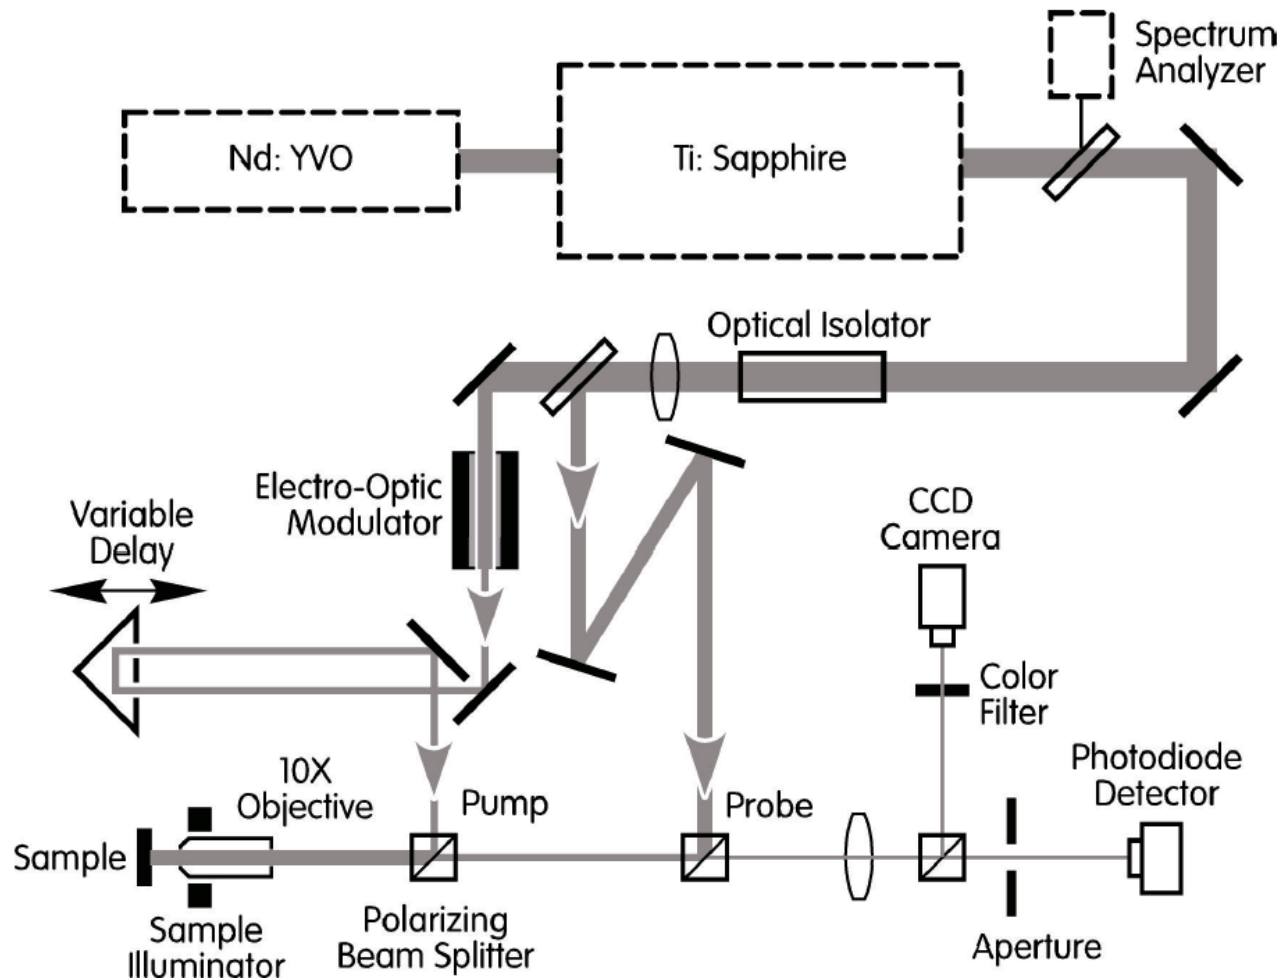 Spectrum
Analyzer
Nd: YVO
Ti: Sapphire
Optical Isolator
Electro-Optic
Modulator
Variable
Delay
CCD
Camera
Color
Filter
Photodiode
Detector
10X
Objective
Pump
Probe
Sample
Sample
Illuminator
Polarizing
Beam Splitter
Aperture